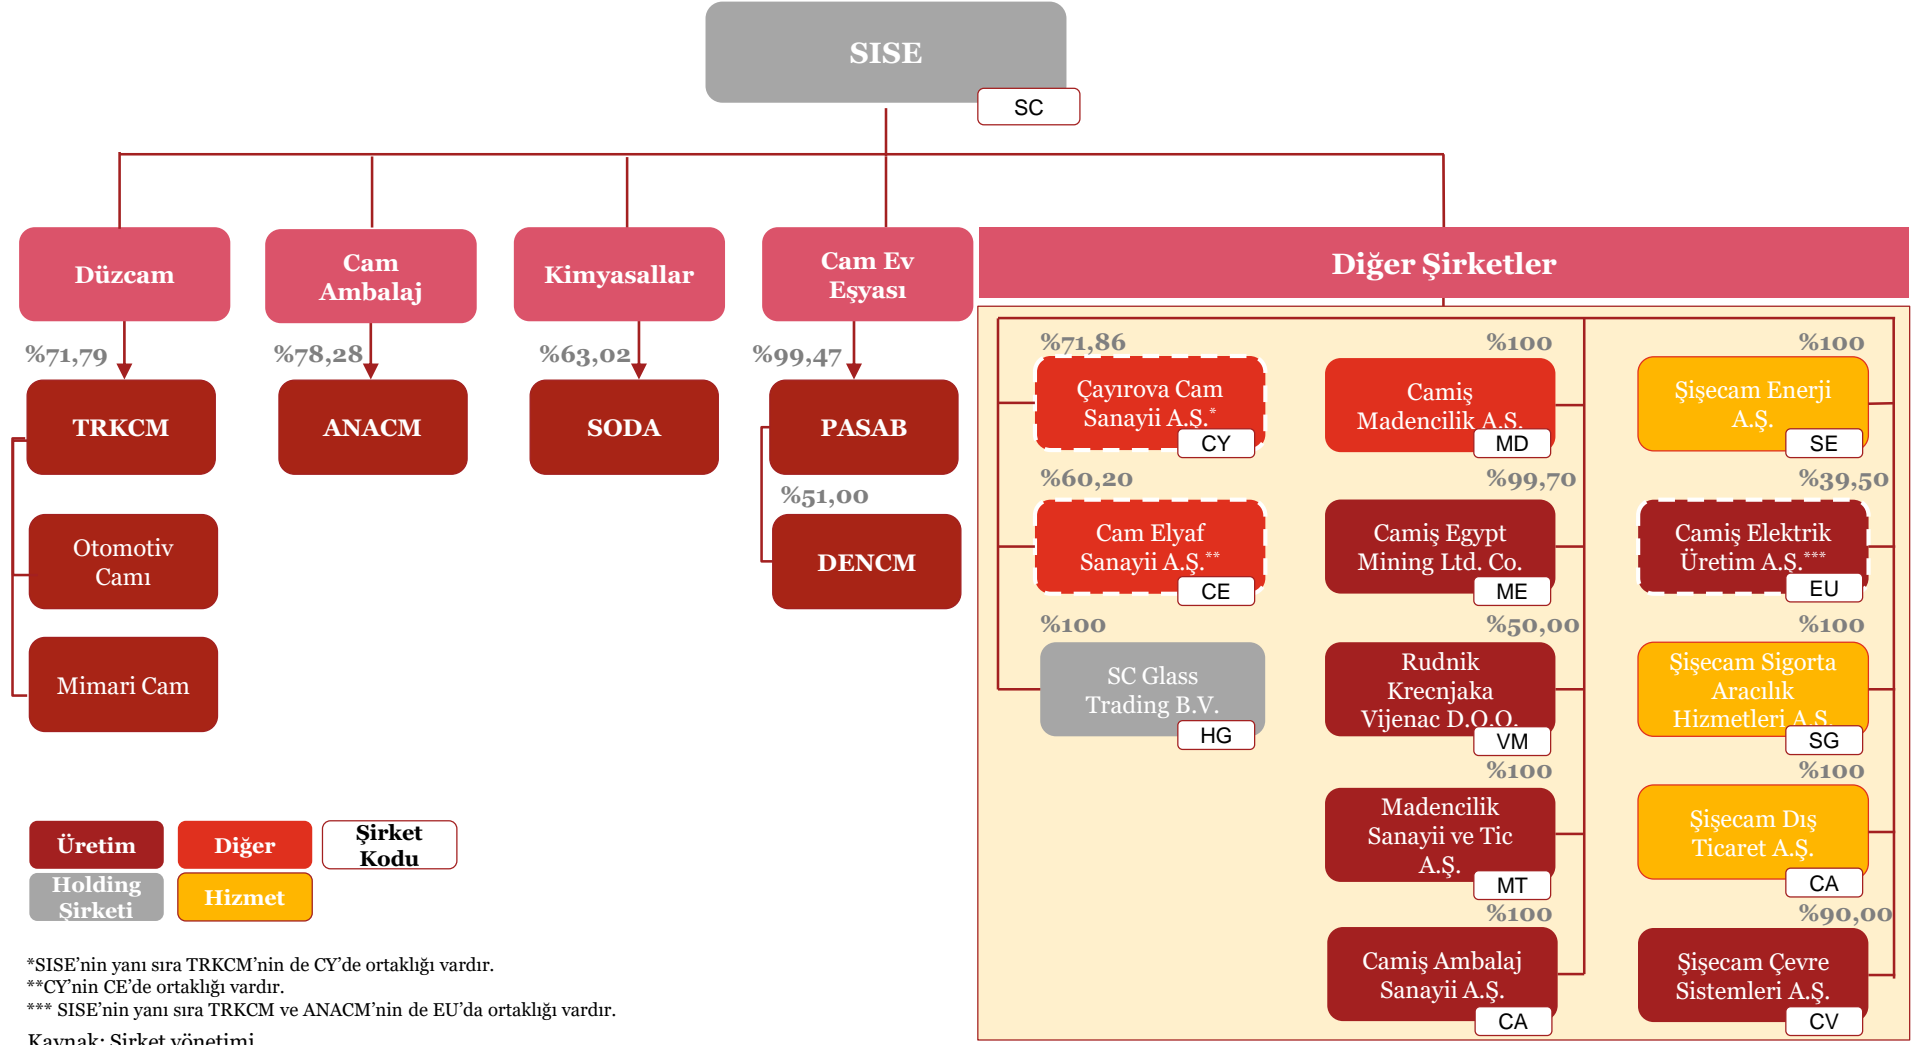 SISE
SC
Düzcam
Cam
Ambalaj
Kimyasallar
Cam Ev
Eşyası
Diğer Şirketler
%71,79
%78,28
%63,02
%99,47
TRKCM
ANACM
SODA
PASAB
Otomotiv
Camı
Mimari Cam
%51,00
DENCM
%71,86
Çayırova Cam
Sanayii A.Ş.*
CY
%60,20
Cam Elyaf
Sanayii A.Ş.**
CE
%100
SC Glass
Trading B.V.
HG
%100
Camiş
Madencilik A.Ş.
MD
%99,70
Camiş Egypt
Mining Ltd. Co.
ME
%50,00
Rudnik
Krecnjaka
Vijenac D.O.O.
VM
%100
Madencilik
Sanayii ve Tic
A.Ş.
MT
%100
Camiş Ambalaj
Sanayii A.Ş.
CA
%100
Şişecam Enerji
A.Ş.
SE
%39,50
Camiş Elektrik
Üretim A.Ş.***
EU
%100
Şişecam Sigorta
Aracılık
Hizmetleri A.Ş.
SG
%100
Şişecam Dış
Ticaret A.Ş.
CA
%90,00
Şişecam Çevre
Sistemleri A.Ş.
CV
Üretim
Diğer
Şirket
Kodu
Holding
Şirketi
Hizmet
*SISE’nin yanı sıra TRKCM’nin de CY’de ortaklığı vardır.
**CY’nin CE’de ortaklığı vardır.
*** SISE’nin yanı sıra TRKCM ve ANACM’nin de EU’da ortaklığı vardır.
Kaynak: Şirket yönetimi